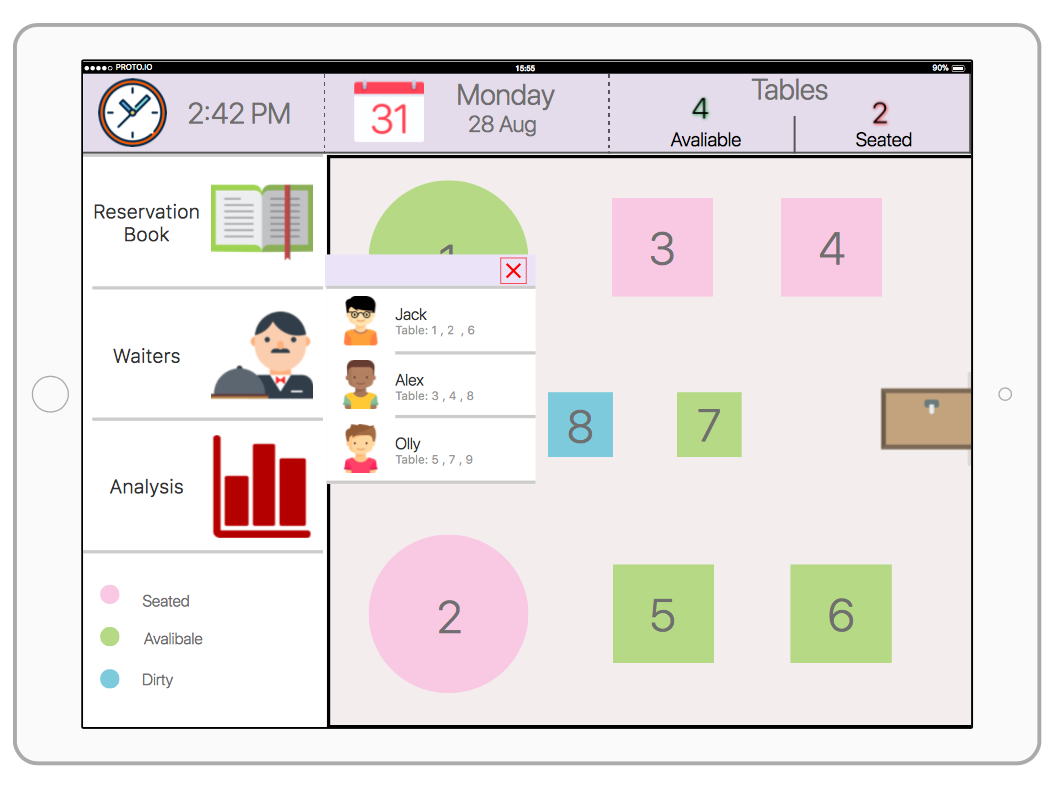 PROTO.IO 15:55 90%
2:42 PM
31
Monday
28 Aug
Tables
4 2
Avaliable Seated
Reservation
Book
Waiters
Analysis
Seated
Avalibale
Dirty
1
3 4
Jack
Table: 1 , 2 , 6
Alex
Table: 3 , 4 , 8
Olly
Table: 5 , 7 , 9
8 7
2 5 6